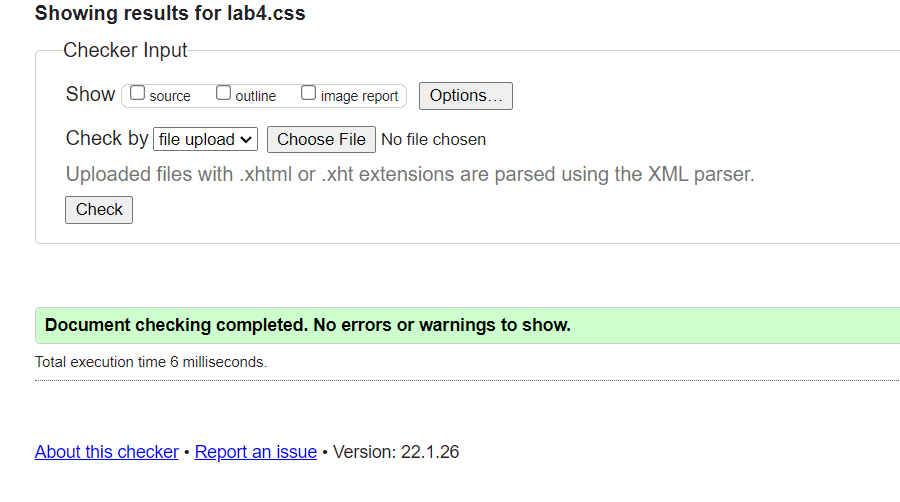 Showing results for lab4.css
Checker Input
Show source outline image report Options…
Check by file upload Choose File No file chosen
Uploaded files with .xhtml or .xht extensions are parsed using the XML parser.
Check
Document checking completed. No errors or warnings to show.
Total execution time 6 milliseconds.
About this checker • Report an issue • Version: 22.1.26